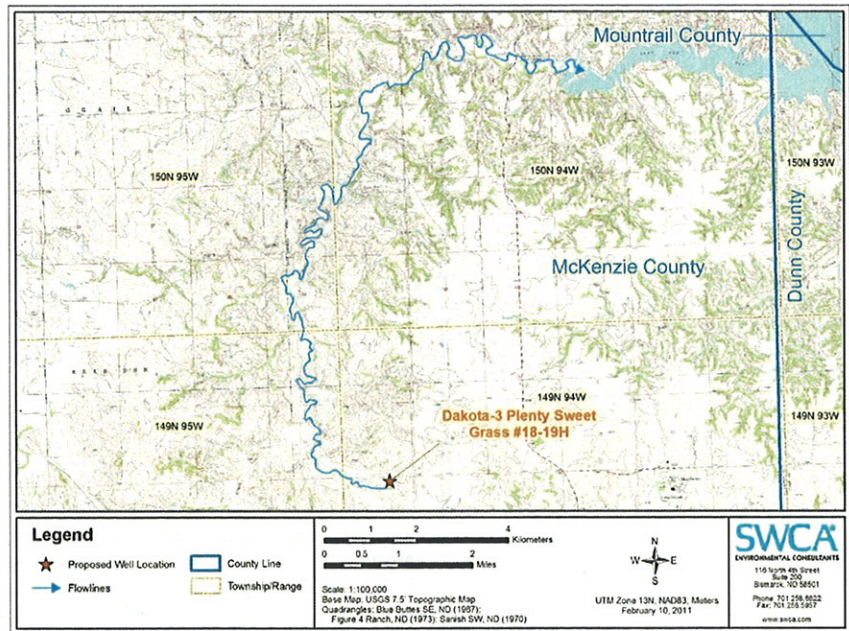 Mountrail County
150N 95W
150N 94W
150N 93W
McKenzie County
Dunn County
149N 95W
149N 94W
149N 93W
Dakota-3 Plenty Sweet
Grass #18-19H
Legend
Proposed Well Location
County Line
Flowlines
Township/Range
0 1 2 4
Kilometers
0 0.5 1 2
Miles
Scale: 1:100,000
Base Map: USGS 7.5' Topographic Map
Quadrangles: Blue Buttes SE, ND (1967);
Figure 4 Ranch, ND (1973); Sanish SW, ND (1970)
N
W E
S
UTM Zone 13N, NAD83, Meters
February 10, 2011
SWCA
ENVIRONMENTAL CONSULTANTS
116 North 4th Street
Suite 200
Bismarck, ND 58501
Phone: 701.258.6622
Fax: 701.258.5957
www.swca.com